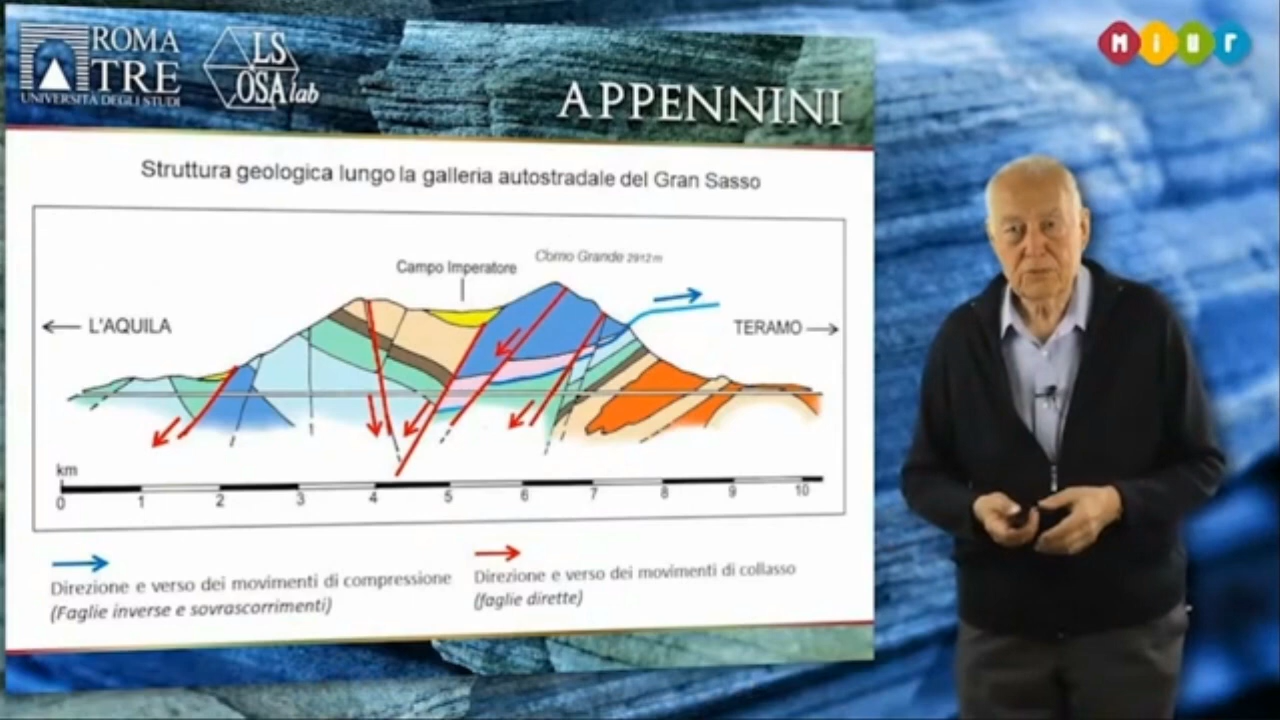 ROMA
TRE
UNIVERSITÀ DEGLI STUDI
LS
OSAlab
APPENNINI
MIUR
Struttura geologica lungo la galleria autostradale del Gran Sasso
Campo Imperatore
Corno Grande 2912 m
L'AQUILA
TERAMO
km
0 1 2 3 4 5 6 7 8 9 10
Direzione e verso dei movimenti di compressione
(Faglie inverse e sovrascorrimenti)
Direzione e verso dei movimenti di collasso
(faglie dirette)